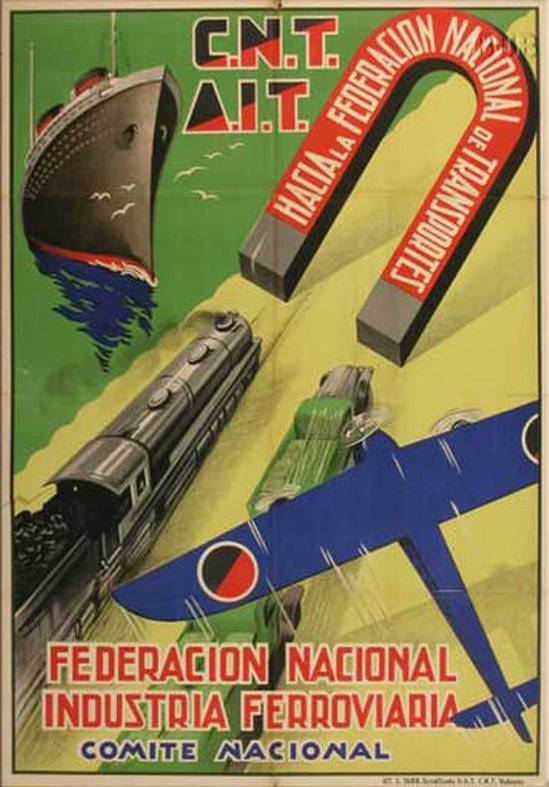 C.N.T.
A.I.T.
HACIA LA FEDERACION NACIONAL DE TRANSPORTES
FEDERACION NACIONAL
INDUSTRIA FERROVIARIA
COMITE NACIONAL